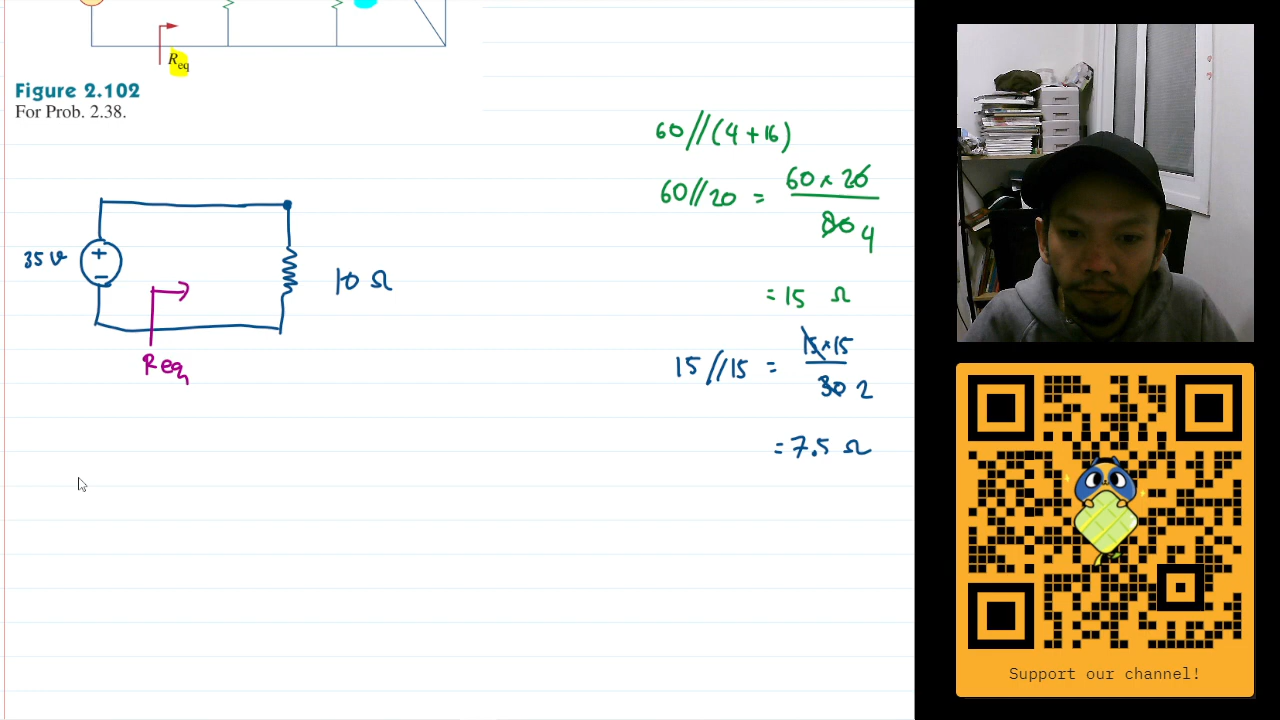 Req
Figure 2.102
For Prob. 2.38.
35 v
+
−
10 Ω
Req
60//(4+16)
60//20 = 60 × 20
80 4
= 15 Ω
15//15 = 15×15
30 2
= 7.5 Ω
Support our channel!